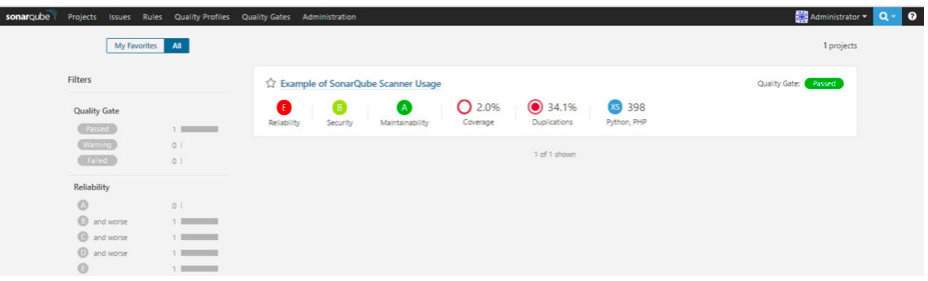 sonarqube Projects Issues Rules Quality Profiles Quality Gates Administration Administrator
My Favorites All 1 projects
Filters
Example of SonarQube Scanner Usage Quality Gate: Passed
E B A 2.0% 34.1% XS 398
Reliability Security Maintainability Coverage Duplications Python, PHP
Quality Gate
Passed 1
Warning 0
Failed 0
1 of 1 shown
Reliability
A 0
B and worse 1
C and worse 1
D and worse 1
E 1